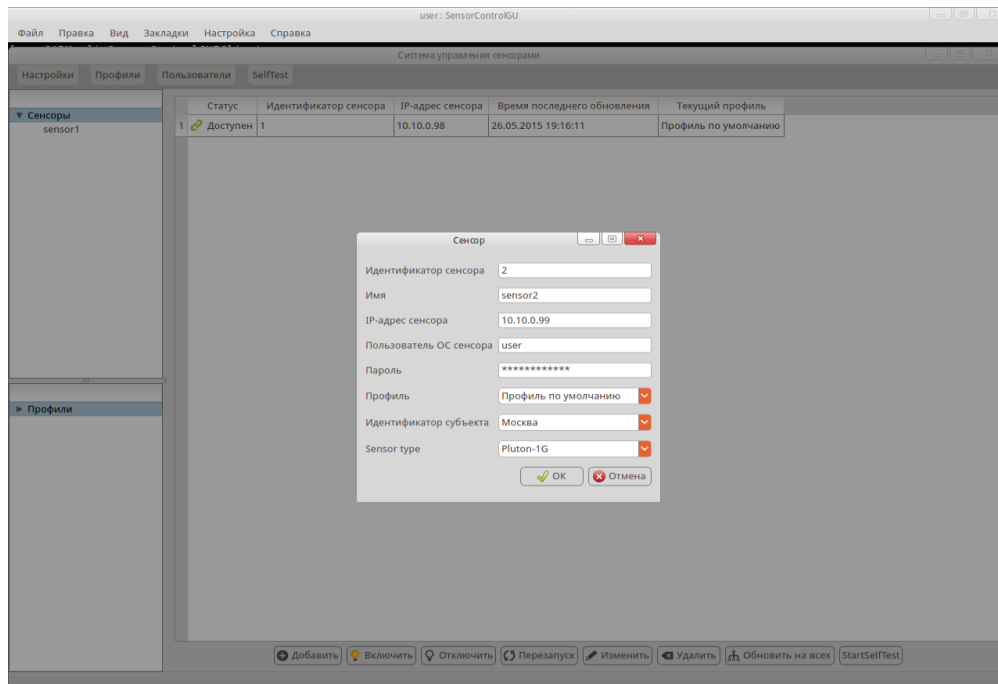 user : SensorControlGU
Файл Правка Вид Закладки Настройка Справка
Система управления сенсорами
Настройки Профили Пользователи SelfTest
Сенсоры
sensor1
Профили
Статус Идентификатор сенсора IP-адрес сенсора Время последнего обновления Текущий профиль
1 Доступен 1 10.10.0.98 26.05.2015 19:16:11 Профиль по умолчанию
Сенсор
Идентификатор сенсора 2
Имя sensor2
IP-адрес сенсора 10.10.0.99
Пользователь ОС сенсора user
Пароль ************
Профиль Профиль по умолчанию
Идентификатор субъекта Москва
Sensor type Pluton-1G
ОК Отмена
Добавить Включить Отключить Перезапуск Изменить Удалить Обновить на всех StartSelfTest